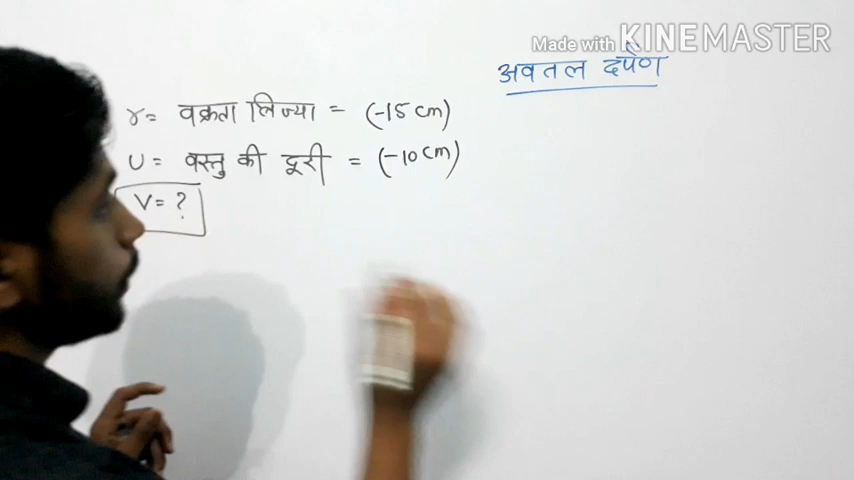 Made with KINEMASTER
अवतल दर्पण
r = वक्रता त्रिज्या = (-15 cm)
u = वस्तु की दूरी = (-10 cm)
v = ?